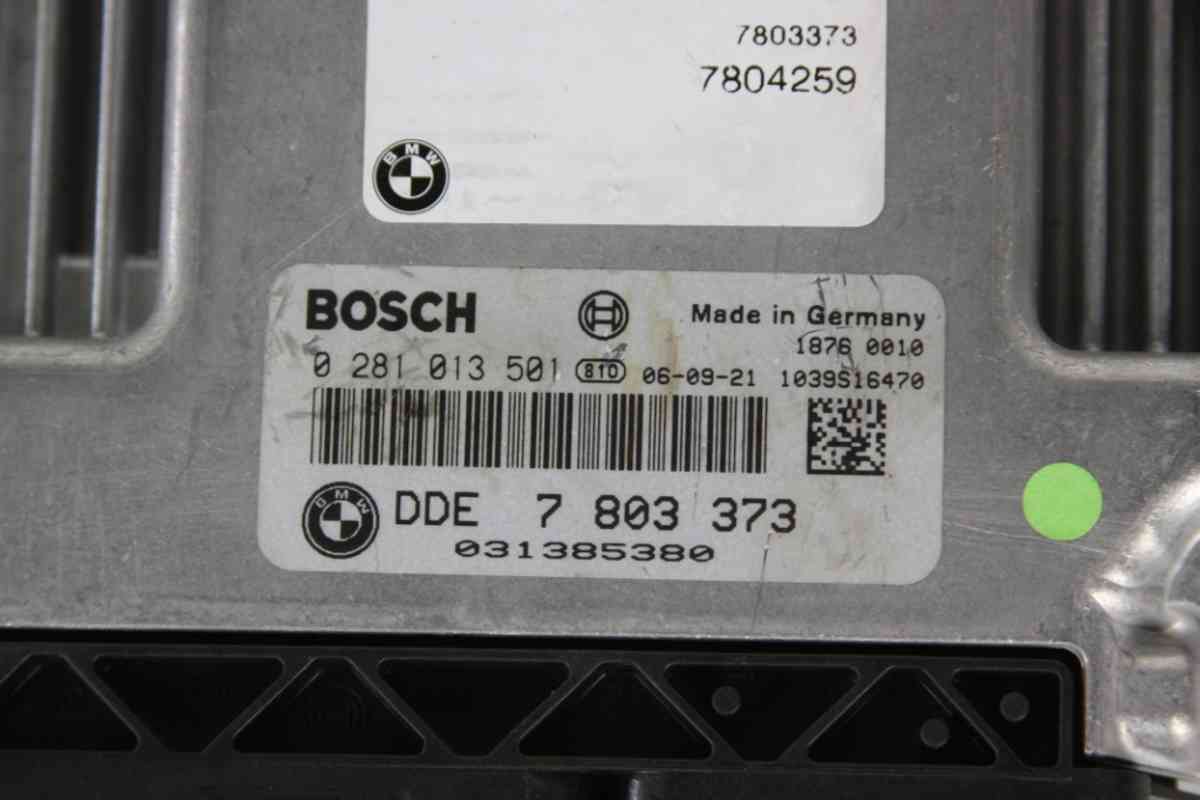 7803373
7804259
BMW
BOSCH
Made in Germany
1876 0010
0 281 013 501 810 06-09-21 1039S16470
BMW DDE 7 803 373
031385380